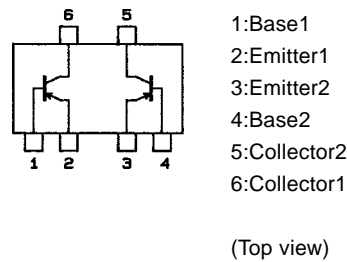 6 5
1 2 3 4
1:Base1
2:Emitter1
3:Emitter2
4:Base2
5:Collector2
6:Collector1
(Top view)